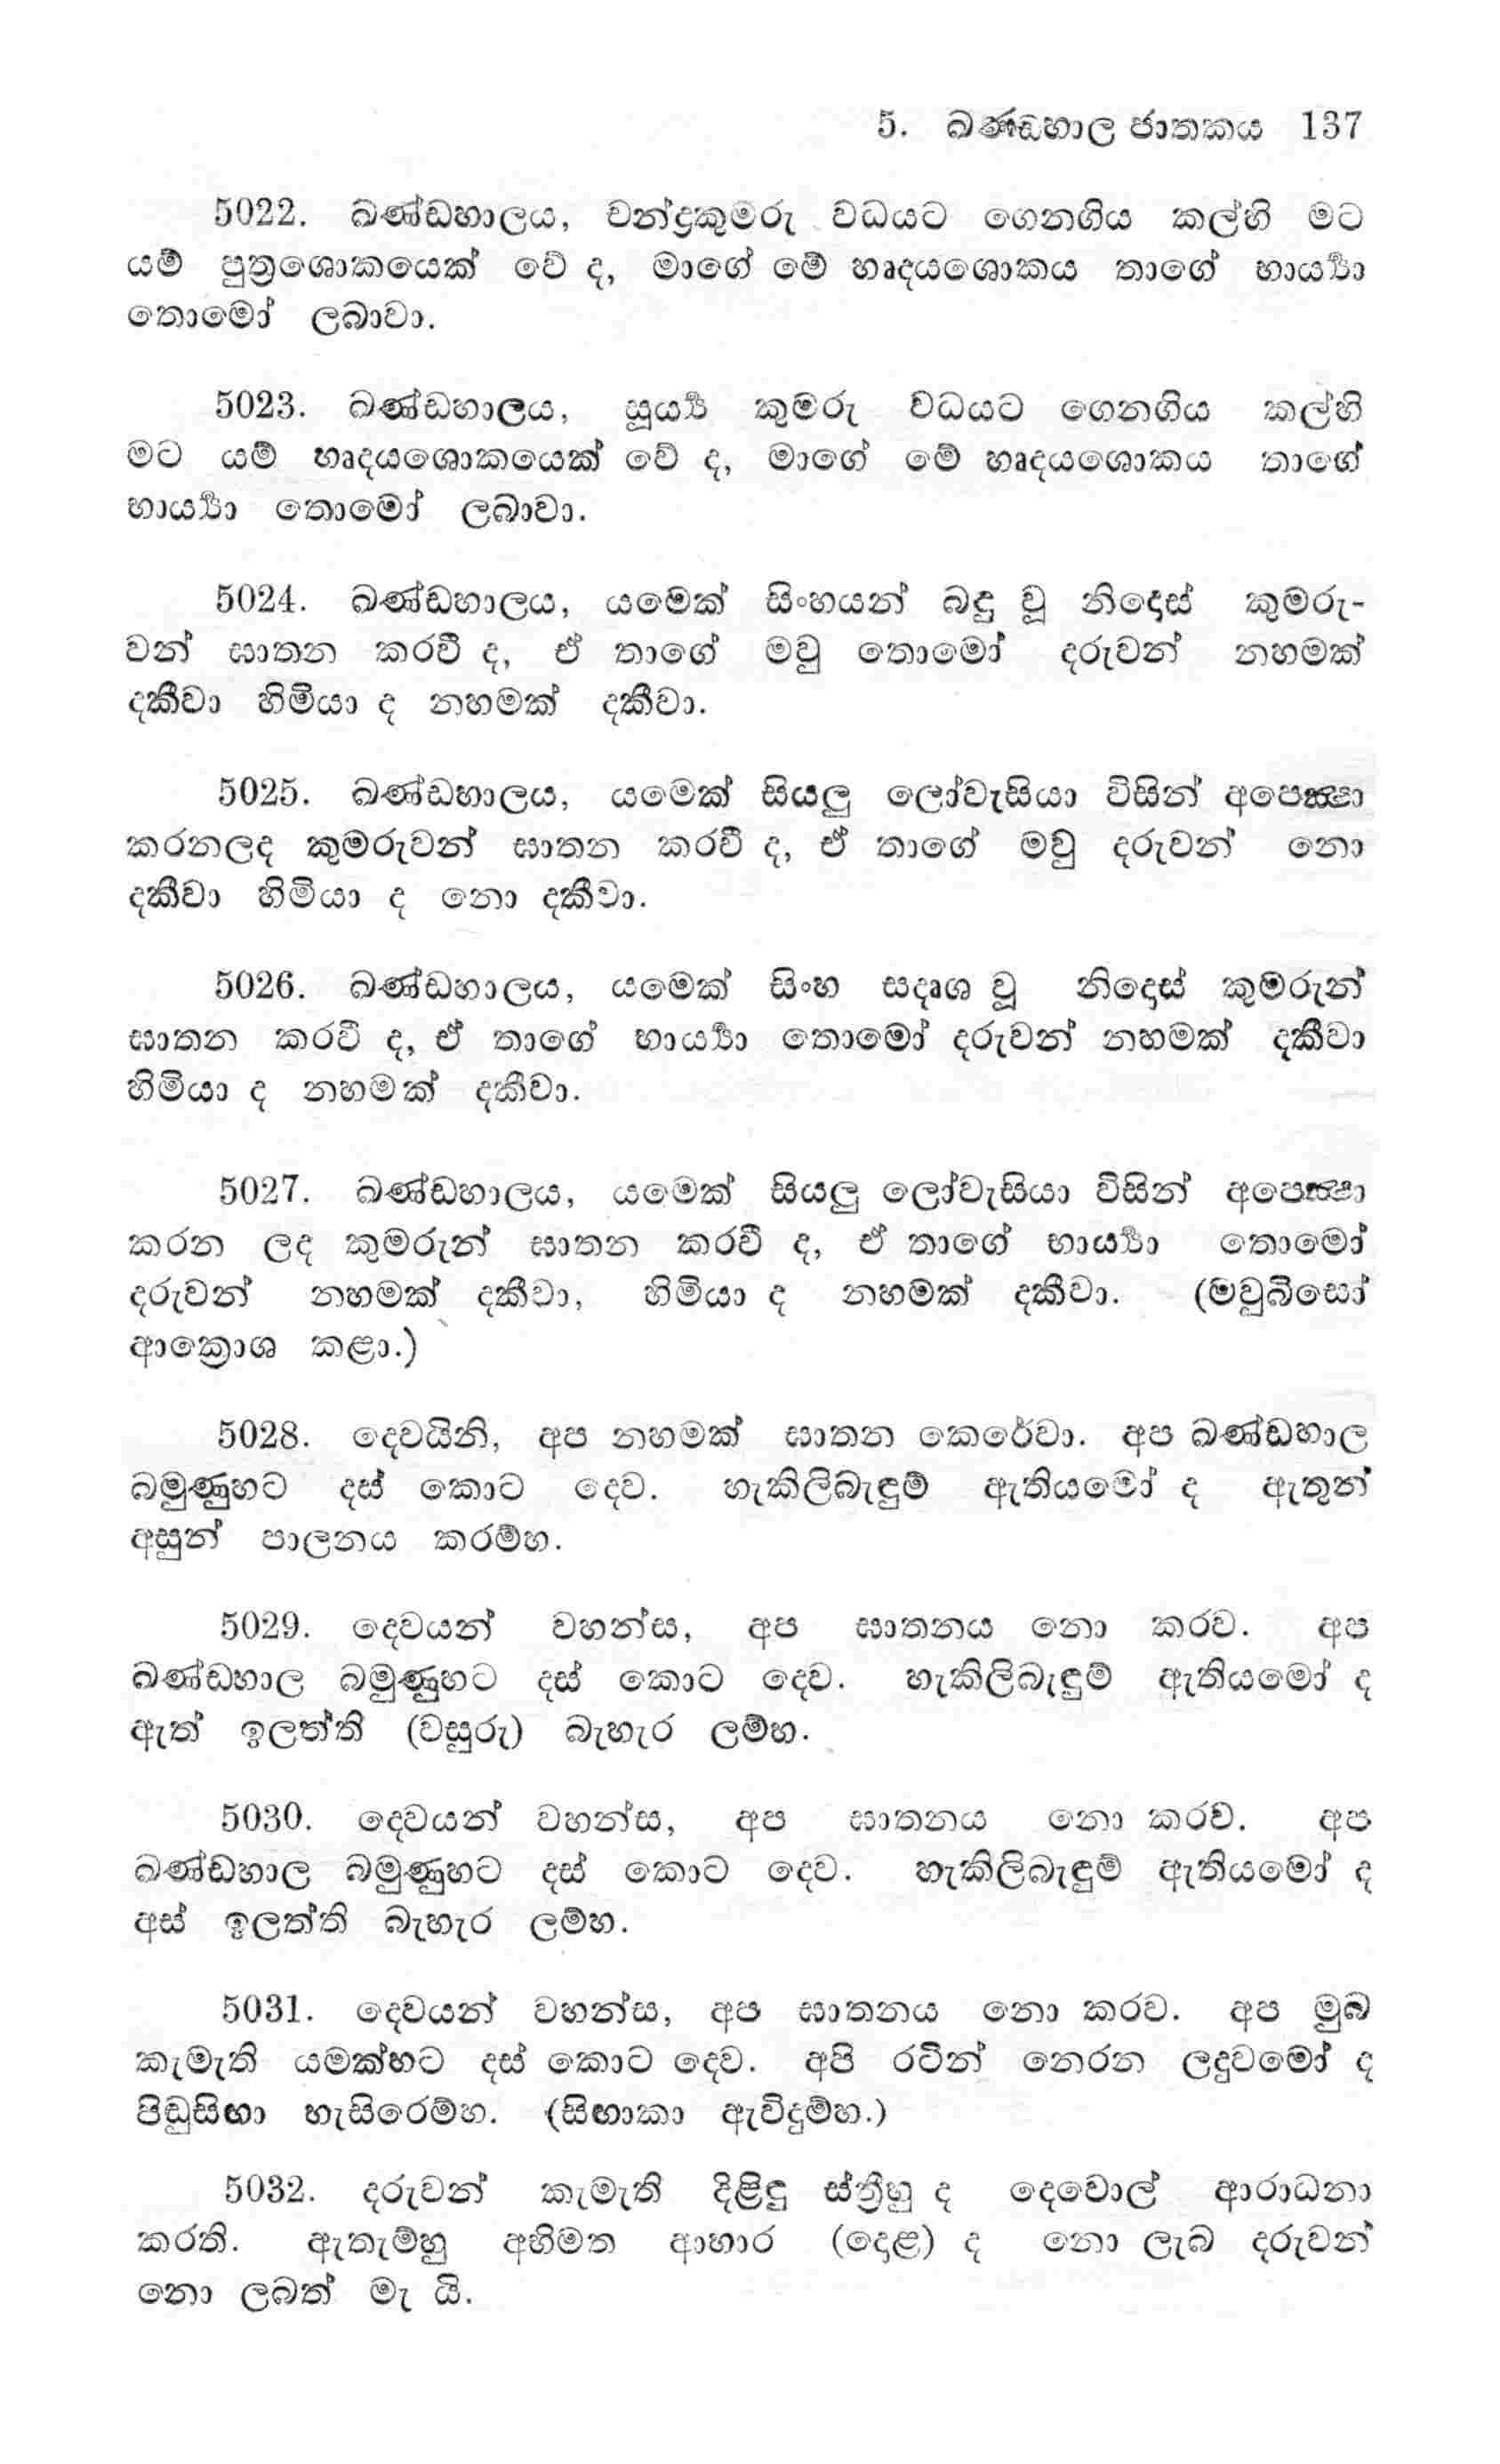 5. ඛණ්ඩහාල ජාතකය 137
5022. ඛණ්ඩහාලය, චන්ද්‍රකුමරු වධයට ගෙනගිය කල්හි මට
යම් පුත්‍රශොකයෙක් වේ ද, මාගේ මේ හෘදයශොකය තාගේ භාර්‍ය්‍යා
තොමෝ ලබාවා.
5023. ඛණ්ඩහාලය, සූර්‍ය්‍ය කුමරු වධයට ගෙනගිය කල්හි
මට යම් හෘදයශොකයෙක් වේ ද, මාගේ මේ හෘදයශොකය තාගේ
භාර්‍ය්‍යා තොමෝ ලබාවා.
5024. ඛණ්ඩහාලය, යමෙක් සිංහයන් බඳු වූ නිදොස් කුමරු-
වන් ඝාතන කරවී ද, ඒ තාගේ මවු තොමෝ දරුවන් නහමක්
දකීවා හිමියා ද නහමක් දකීවා.
5025. ඛණ්ඩහාලය, යමෙක් සියලු ලෝවැසියා විසින් අපෙක්‍ෂා
කරනලද කුමරුවන් ඝාතන කරවී ද, ඒ තාගේ මවු දරුවන් නො
දකීවා හිමියා ද නො දකීවා.
5026. ඛණ්ඩහාලය, යමෙක් සිංහ සදෘශ වූ නිදොස් කුමරුන්
ඝාතන කරවී ද, ඒ තාගේ භාර්‍ය්‍යා තොමෝ දරුවන් නහමක් දකීවා
හිමියා ද නහමක් දකීවා.
5027. ඛණ්ඩහාලය, යමෙක් සියලු ලෝවැසියා විසින් අපෙක්‍ෂා
කරන ලද කුමරුන් ඝාතන කරවී ද, ඒ තාගේ භාර්‍ය්‍යා තොමෝ
දරුවන් නහමක් දකීවා, හිමියා ද නහමක් දකීවා. (මවුබිසෝ
ආක්‍රොශ කළා.)
5028. දෙවයිනි, අප නහමක් ඝාතන කෙරේවා. අප ඛණ්ඩහාල
බමුණුහට දස් කොට දෙව. හැකිලිබැඳුම් ඇතියමෝ ද ඇතුන්
අසුන් පාලනය කරම්හ.
5029. දෙවයන් වහන්ස, අප ඝාතනය නො කරව. අප
ඛණ්ඩහාල බමුණුහට දස් කොට දෙව. හැකිලිබැඳුම් ඇතියමෝ ද
ඇත් ඉලත්ති (වසුරු) බැහැර ලම්හ.
5030. දෙවයන් වහන්ස, අප ඝාතනය නො කරව. අප
ඛණ්ඩහාල බමුණුහට දස් කොට දෙව. හැකිලිබැඳුම් ඇතියමෝ ද
අස් ඉලත්ති බැහැර ලම්හ.
5031. දෙවයන් වහන්ස, අප ඝාතනය නො කරව. අප මුබ
කැමැති යමක්හට දස් කොට දෙව. අපි රටින් නෙරන ලදුවමෝ ද
පිඬුසිඟා හැසිරෙම්හ. (සිඟාකා ඇවිදුම්හ.)
5032. දරුවන් කැමැති දිළිඳු ස්ත්‍රීහු ද දෙවොල් ආරාධනා
කරති. ඇතැම්හු අභිමත ආහාර (දොළ) ද නො ලැබ දරුවන්
නො ලබත් මැ යි.